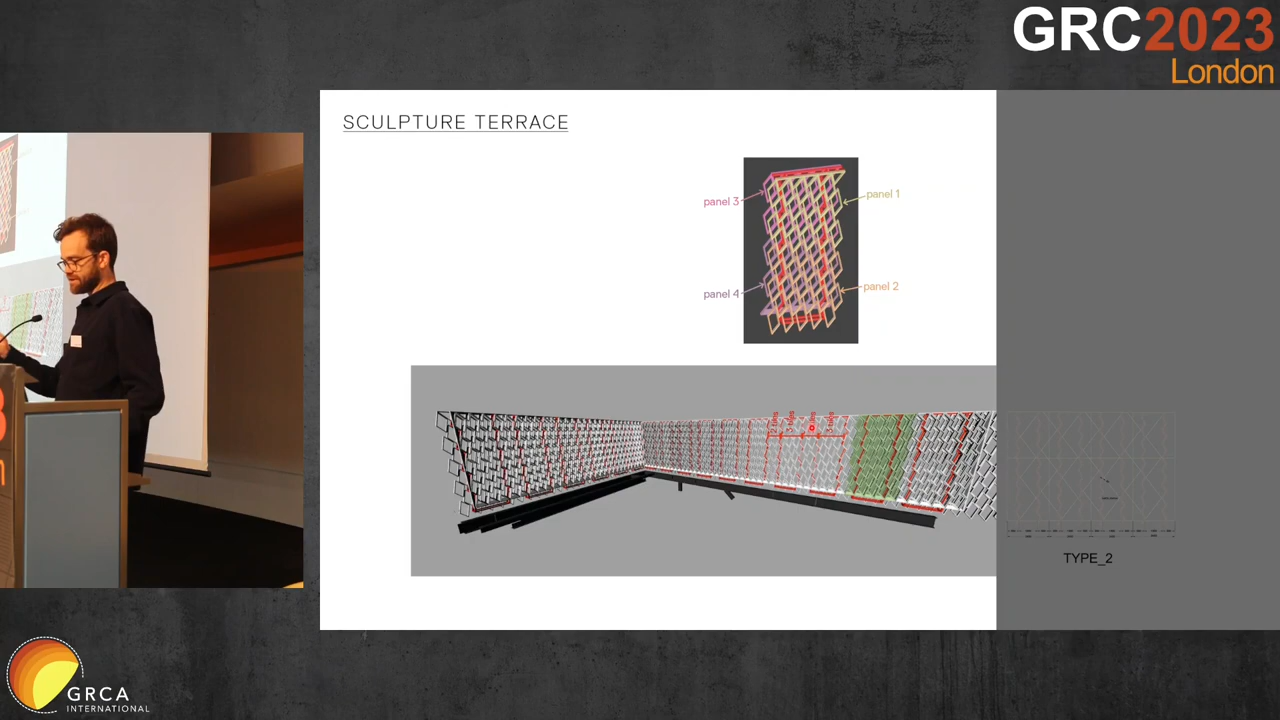 GRC2023
London
SCULPTURE TERRACE
panel 3
panel 1
panel 4
panel 2
TYPE_2
GRCA
INTERNATIONAL